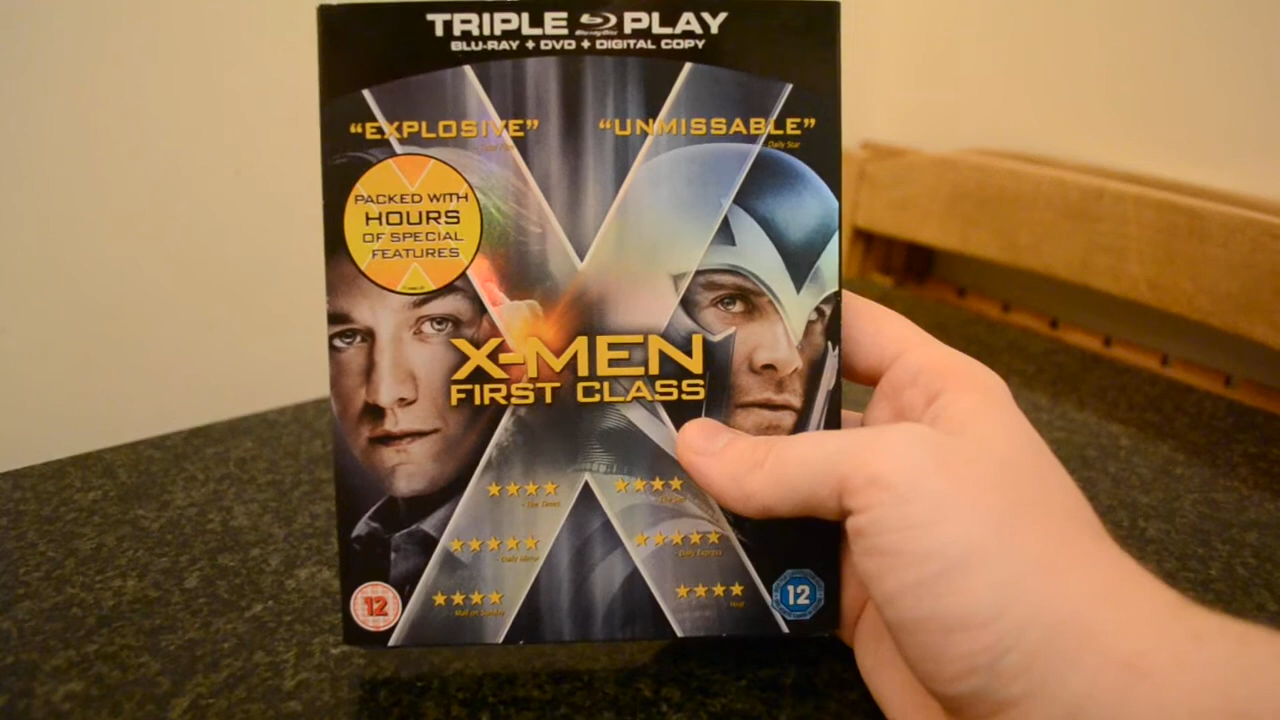 TRIPLE Blu-ray Disc PLAY
BLU-RAY + DVD + DIGITAL COPY
“EXPLOSIVE” “UNMISSABLE”
- Daily Star
PACKED WITH
HOURS
OF SPECIAL
FEATURES
X-MEN
FIRST CLASS
- The Times
- Daily Mirror - Daily Express
- Mail on Sunday - Heat
12 12